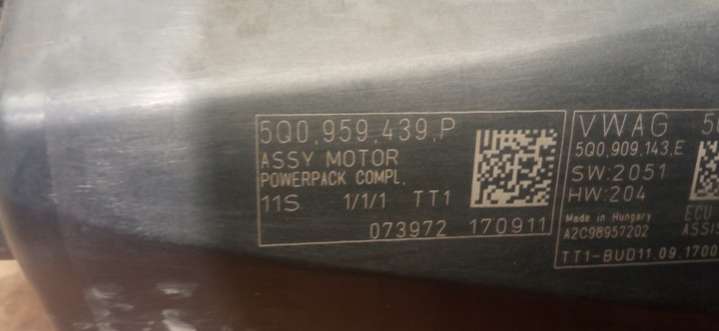 5Q0.959.439.P
ASSY MOTOR
POWERPACK COMPL.
11S 1/1/1 TT1
073972 170911
VWAG
5Q0.909.143.E
SW:2051
HW:204
Made in Hungary
A2C98957202
ECU
TT1-BUD11.09.1700